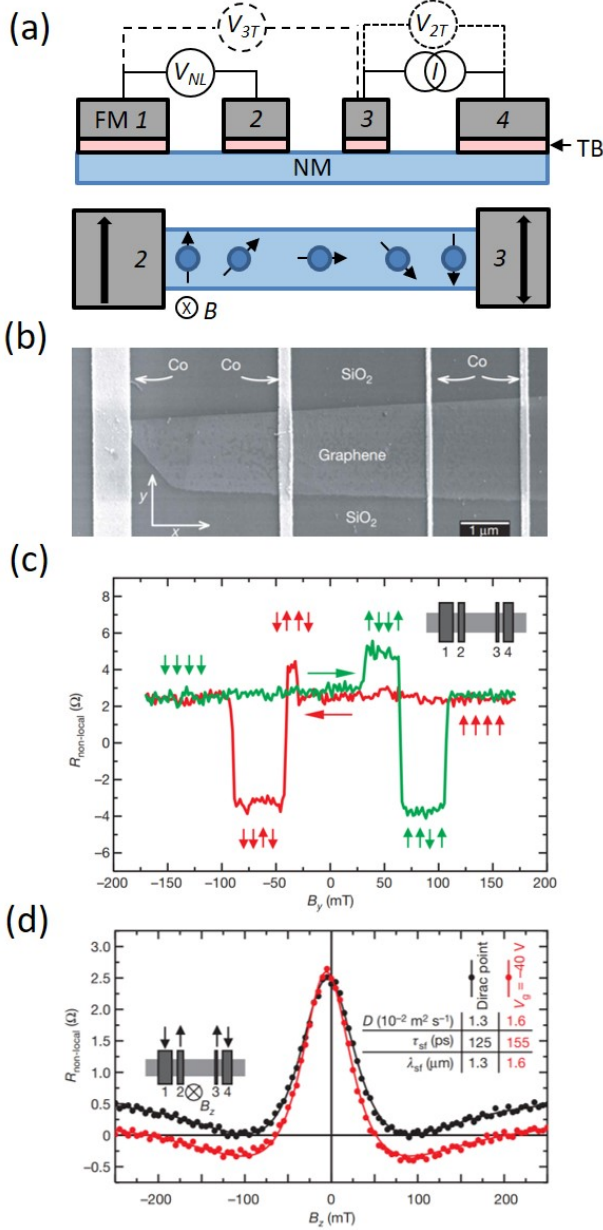 (a)
V3T
V2T
VNL
I
FM 1
2
3
4
TB
NM
2
3
B
(b)
Co
Co
SiO2
Co
Graphene
y
x
SiO2
1 μm
(c)
8
6
4
2
0
−2
−4
−6
Rnon-local (Ω)
1 2 3 4
−200 −150 −100 −50 0 50 100 150 200
By (mT)
(d)
3.0
2.5
2.0
1.5
1.0
0.5
0
−0.5
Rnon-local (Ω)
Dirac point
Vg = −40 V
D (10−2 m2 s−1) 1.3 1.6
τsf (ps) 125 155
λsf (μm) 1.3 1.6
1 2 3 4
Bz
−200 −100 0 100 200
Bz (mT)